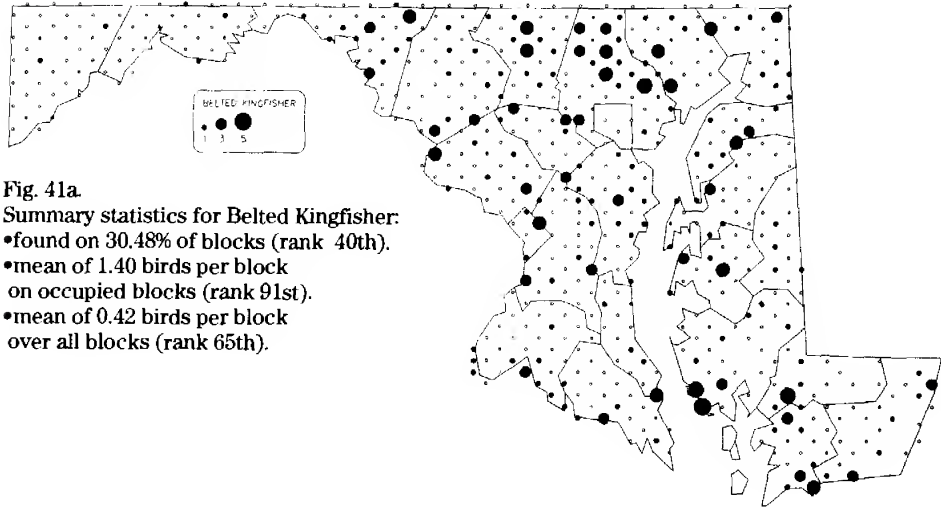 BELTED KINGFISHER
1 3 5
Fig. 41a.
Summary statistics for Belted Kingfisher:
•found on 30.48% of blocks (rank 40th).
•mean of 1.40 birds per block
on occupied blocks (rank 91st).
•mean of 0.42 birds per block
over all blocks (rank 65th).